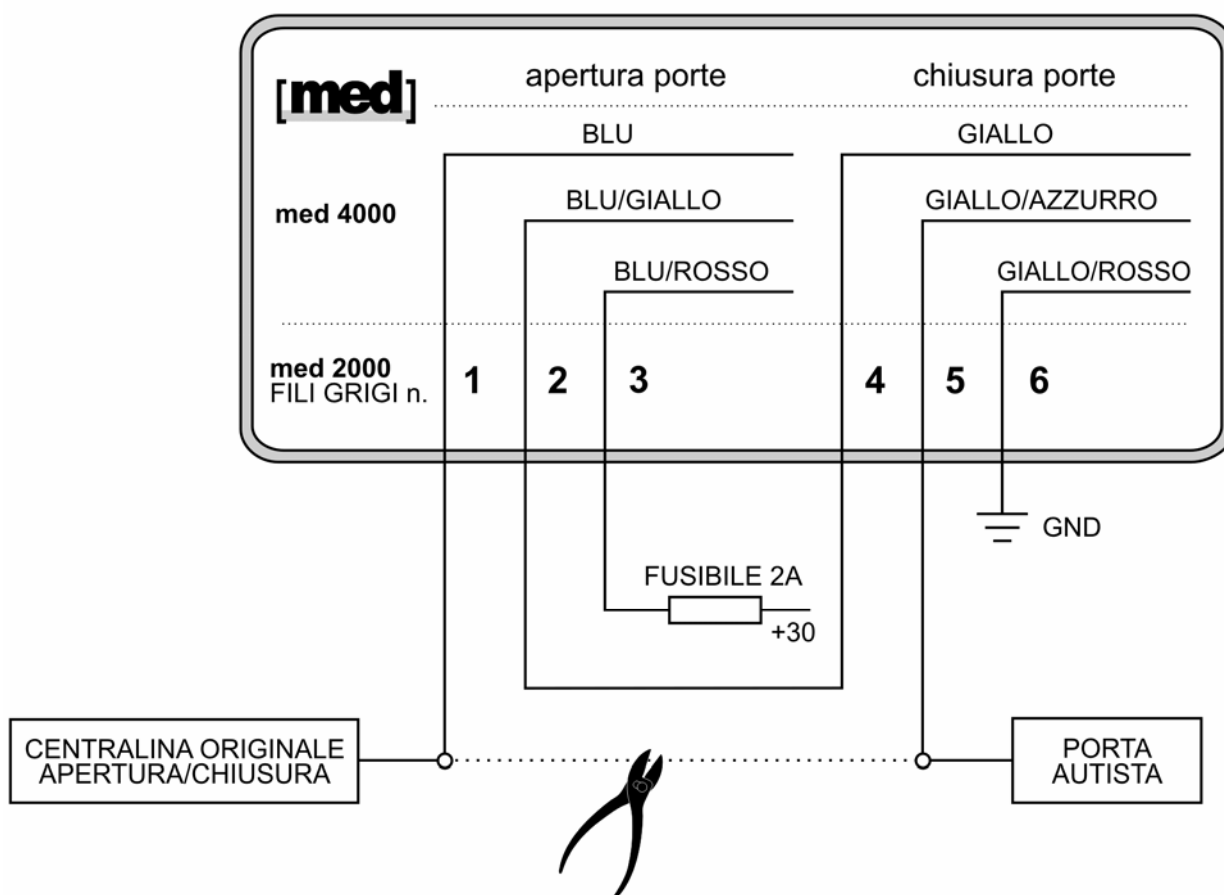 [med]
apertura porte
chiusura porte
BLU
GIALLO
med 4000
BLU/GIALLO
GIALLO/AZZURRO
BLU/ROSSO
GIALLO/ROSSO
med 2000
FILI GRIGI n.
1
2
3
4
5
6
GND
FUSIBILE 2A
+30
CENTRALINA ORIGINALE
APERTURA/CHIUSURA
PORTA
AUTISTA